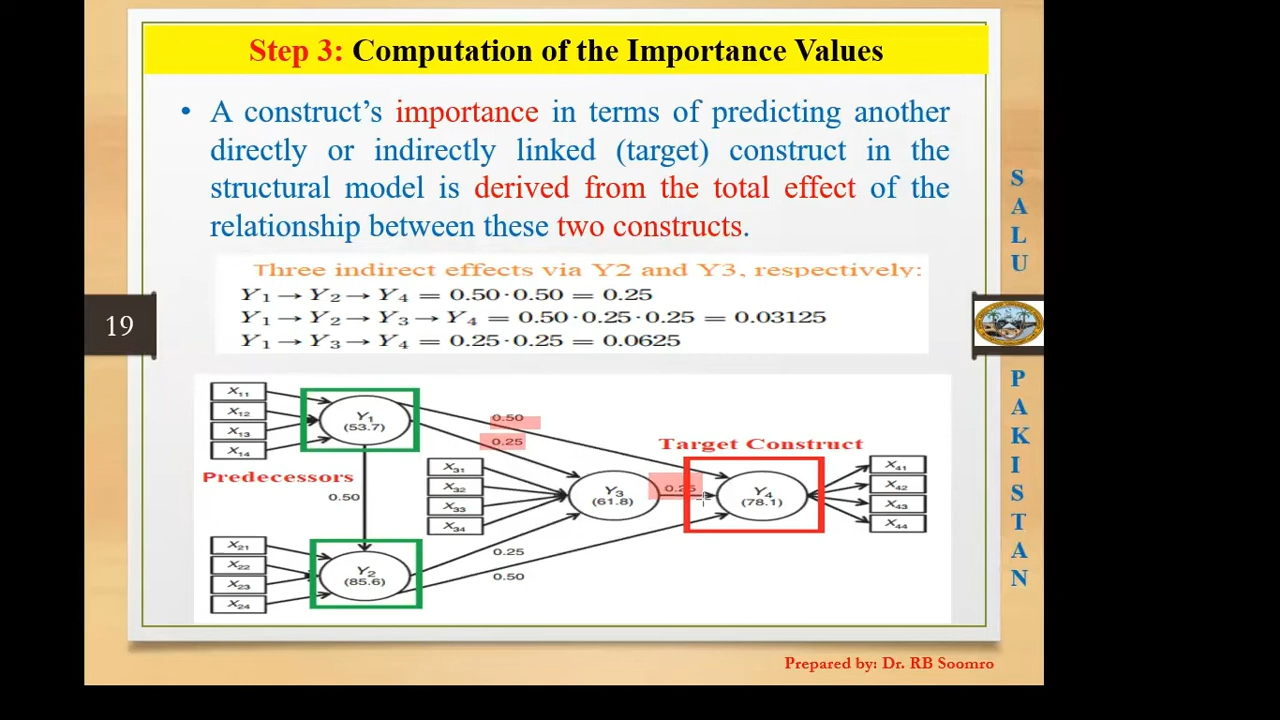 Step 3: Computation of the Importance Values
• A construct's importance in terms of predicting another
directly or indirectly linked (target) construct in the
structural model is derived from the total effect of the
relationship between these two constructs.
Three indirect effects via Y2 and Y3, respectively:
Y1 → Y2 → Y4 = 0.50·0.50 = 0.25
Y1 → Y2 → Y3 → Y4 = 0.50·0.25·0.25 = 0.03125
Y1 → Y3 → Y4 = 0.25·0.25 = 0.0625
19
X11
X12
X13
X14
Y1
(53.7)
0.50
0.25
Predecessors
0.50
X31
X32
X33
X34
Y3
(61.8)
0.25
Target Construct
Y4
(78.1)
X41
X42
X43
X44
X21
X22
X23
X24
Y2
(85.6)
0.25
0.50
S
A
L
U
P
A
K
I
S
T
A
N
Prepared by: Dr. RB Soomro